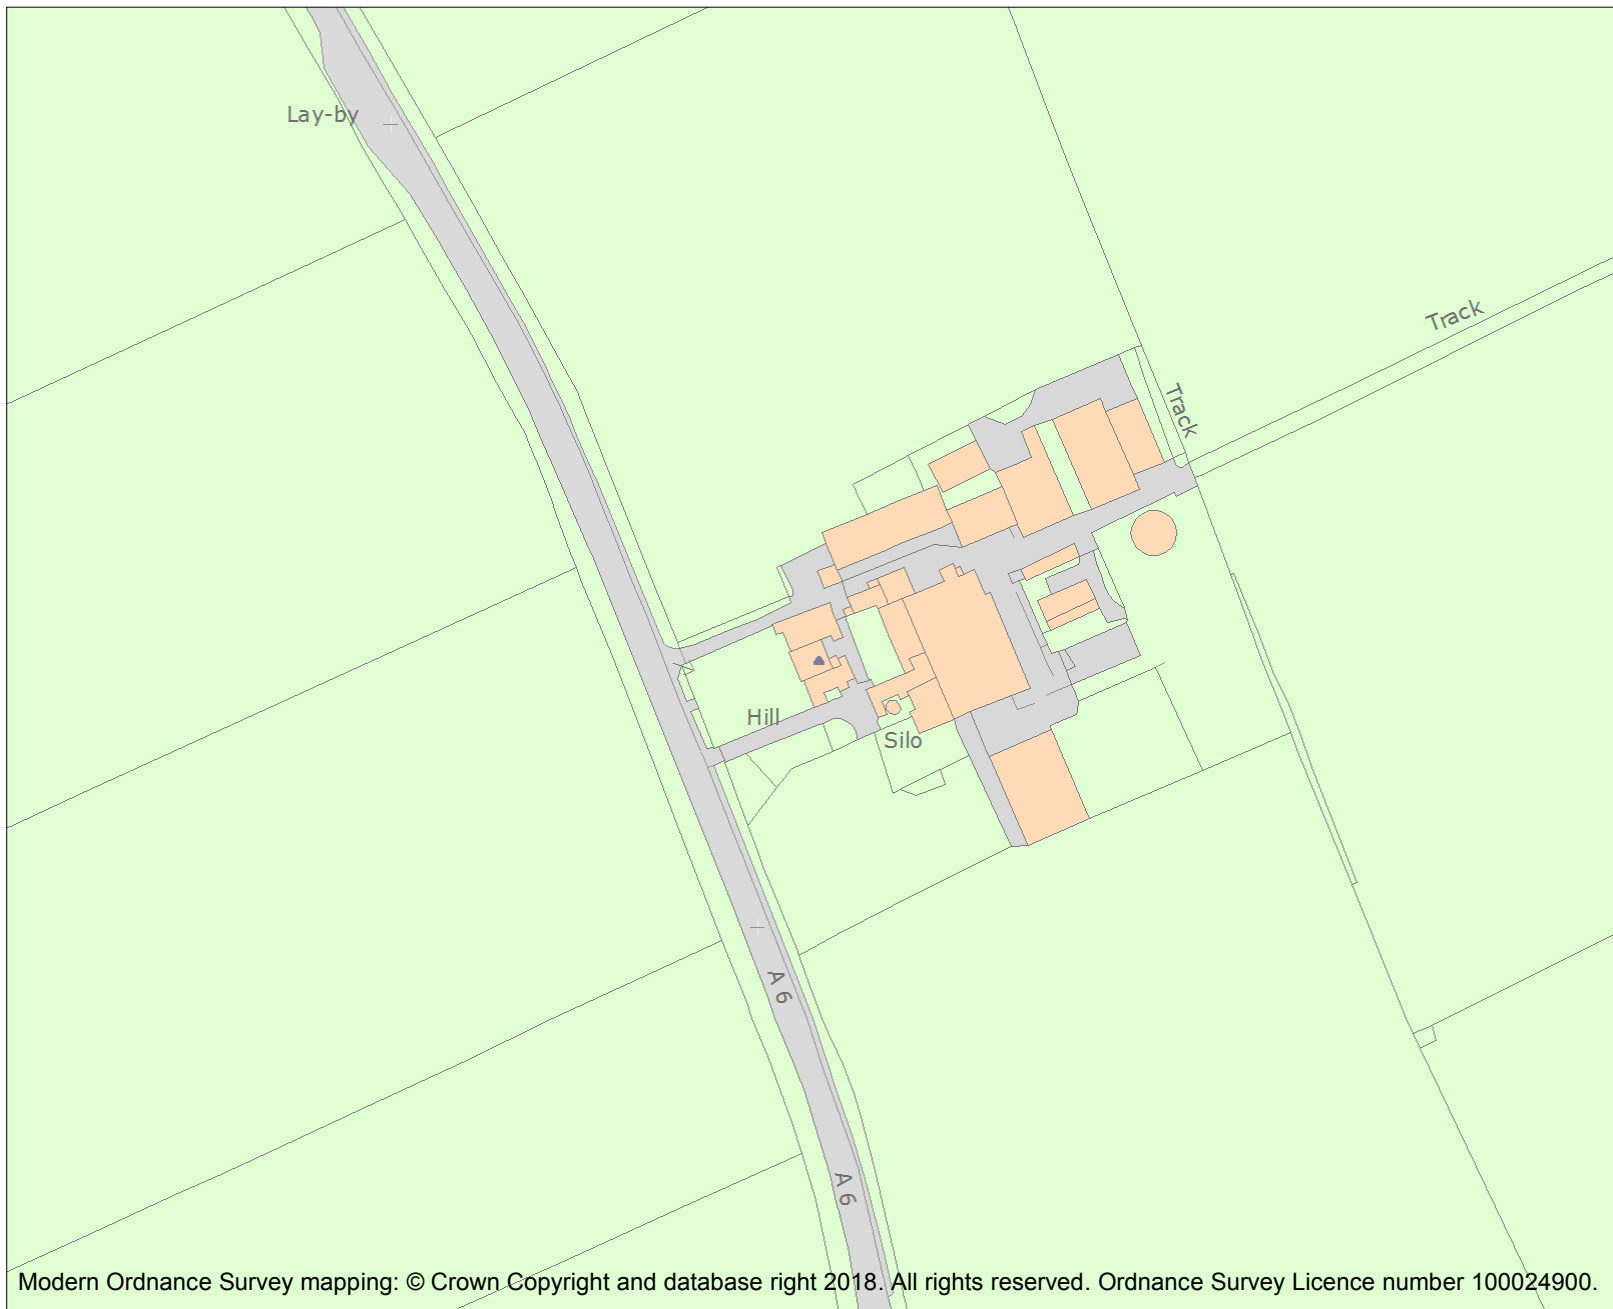 Lay-by
Track
Track
Hill
Silo
A 6
A 6
Modern Ordnance Survey mapping: © Crown Copyright and database right 2018. All rights reserved. Ordnance Survey Licence number 100024900.